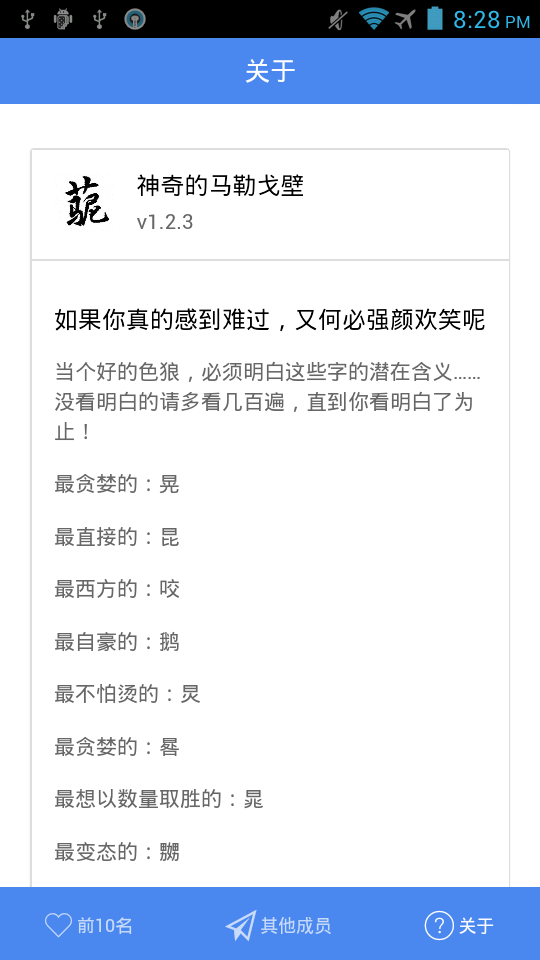 8:28 PM
关于
神奇的马勒戈壁
v1.2.3
如果你真的感到难过，又何必强颜欢笑呢
当个好的色狼，必须明白这些字的潜在含义……
没看明白的请多看几百遍，直到你看明白了为
止！
最贪婪的：晃
最直接的：昆
最西方的：咬
最自豪的：鹅
最不怕烫的：炅
最贪婪的：晷
最想以数量取胜的：晁
最变态的：嬲
前10名
其他成员
关于